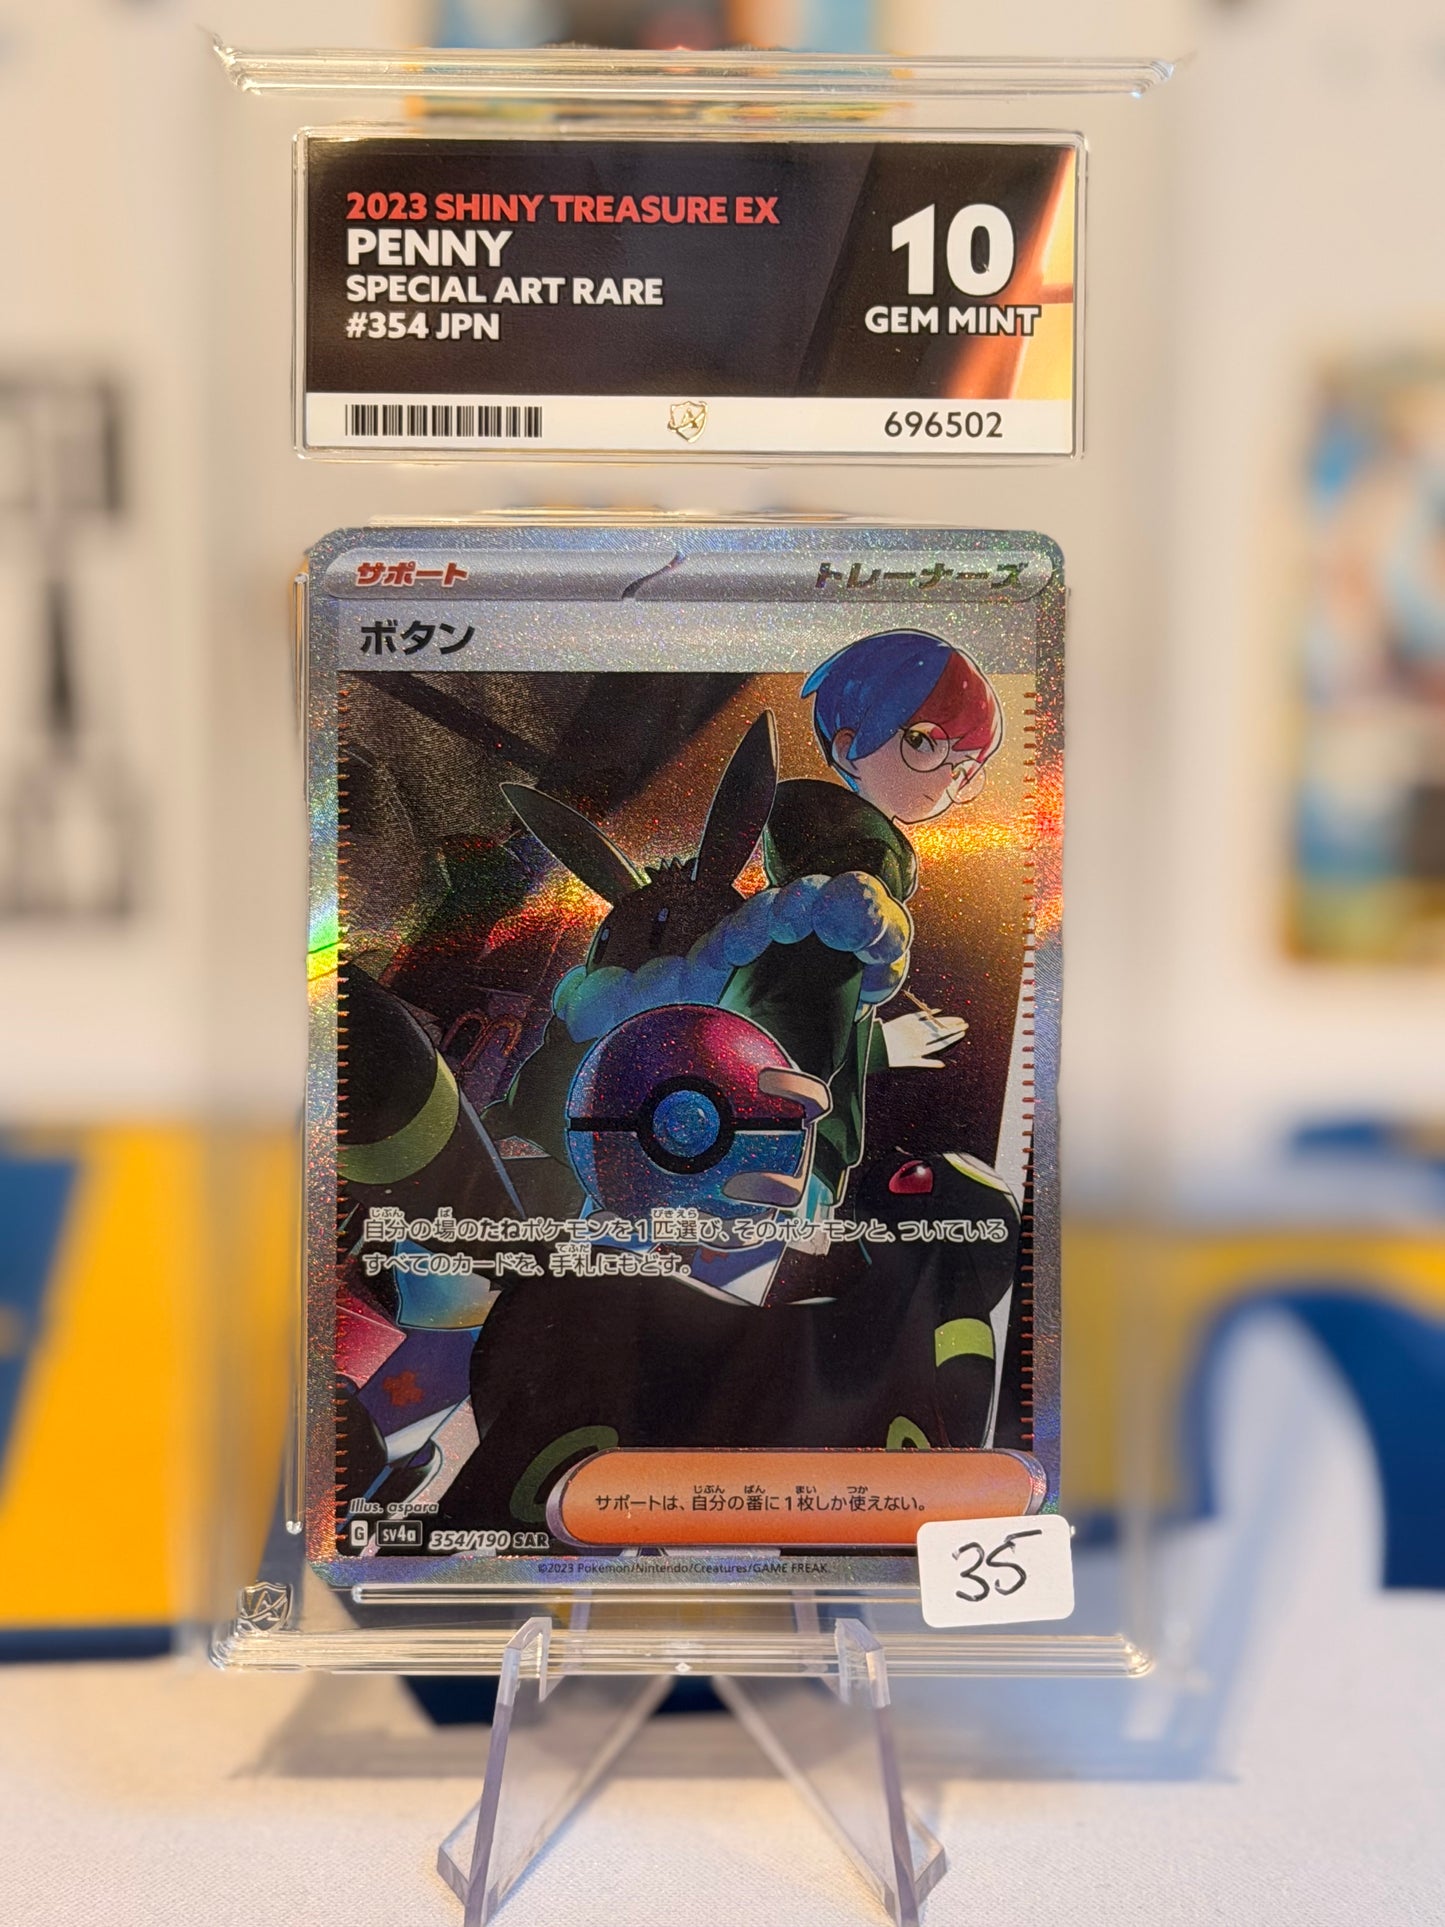 2023 SHINY TREASURE EX
PENNY
SPECIAL ART RARE
#354 JPN
10
GEM MINT
696502
サポート
トレーナーズ
ボタン
自分の場のたねポケモンを1匹選び、そのポケモンと、ついている
すべてのカードを、手札にもどす。
サポートは、自分の番に1枚しか使えない。
Illus. aspara
G sv4a 354/190 SAR
©2023 Pokémon/Nintendo/Creatures/GAME FREAK.
35